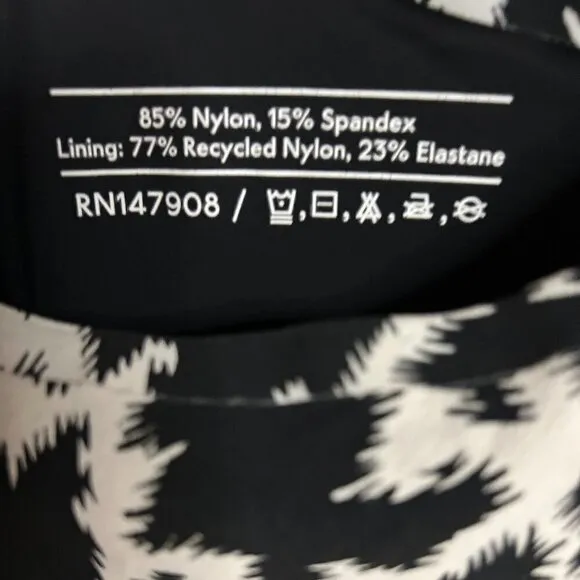 85% Nylon, 15% Spandex
Lining: 77% Recycled Nylon, 23% Elastane
RN147908 /